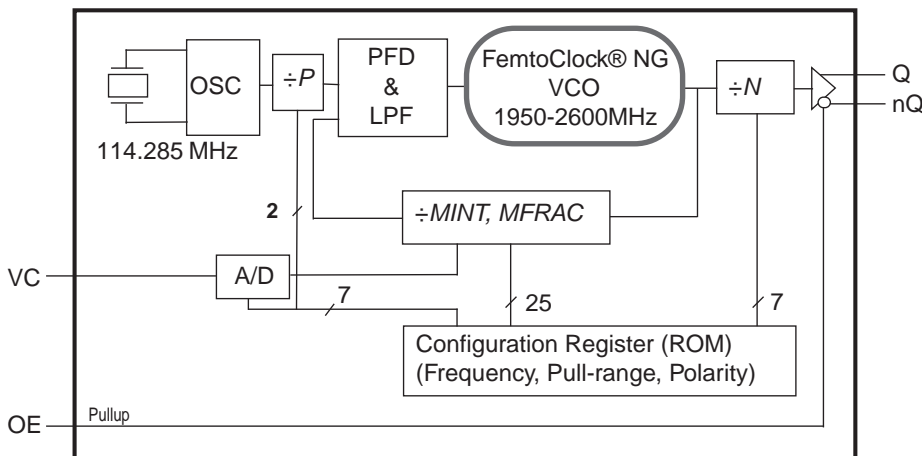 OSC
÷P
PFD
&
LPF
FemtoClock® NG
VCO
1950-2600MHz
÷N
Q
nQ
114.285 MHz
2
÷MINT, MFRAC
VC
A/D
7
25
7
Configuration Register (ROM)
(Frequency, Pull-range, Polarity)
OE
Pullup